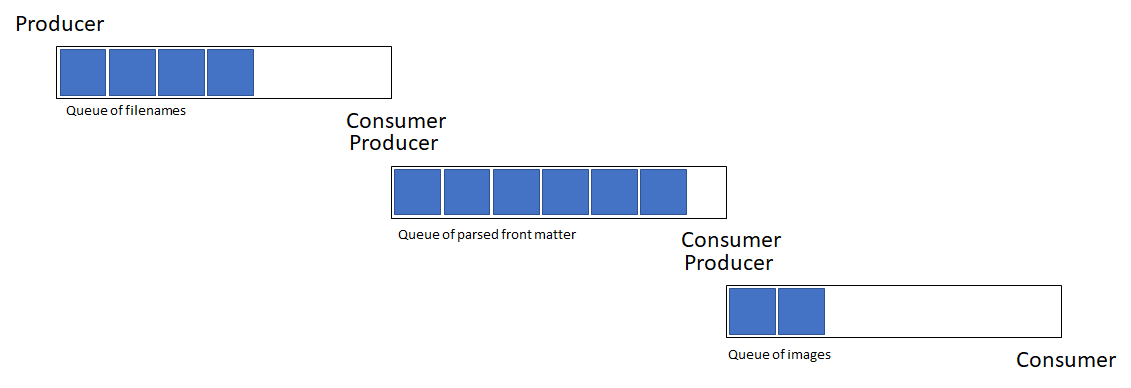 Producer
Queue of filenames
Consumer
Producer
Queue of parsed front matter
Consumer
Producer
Queue of images
Consumer